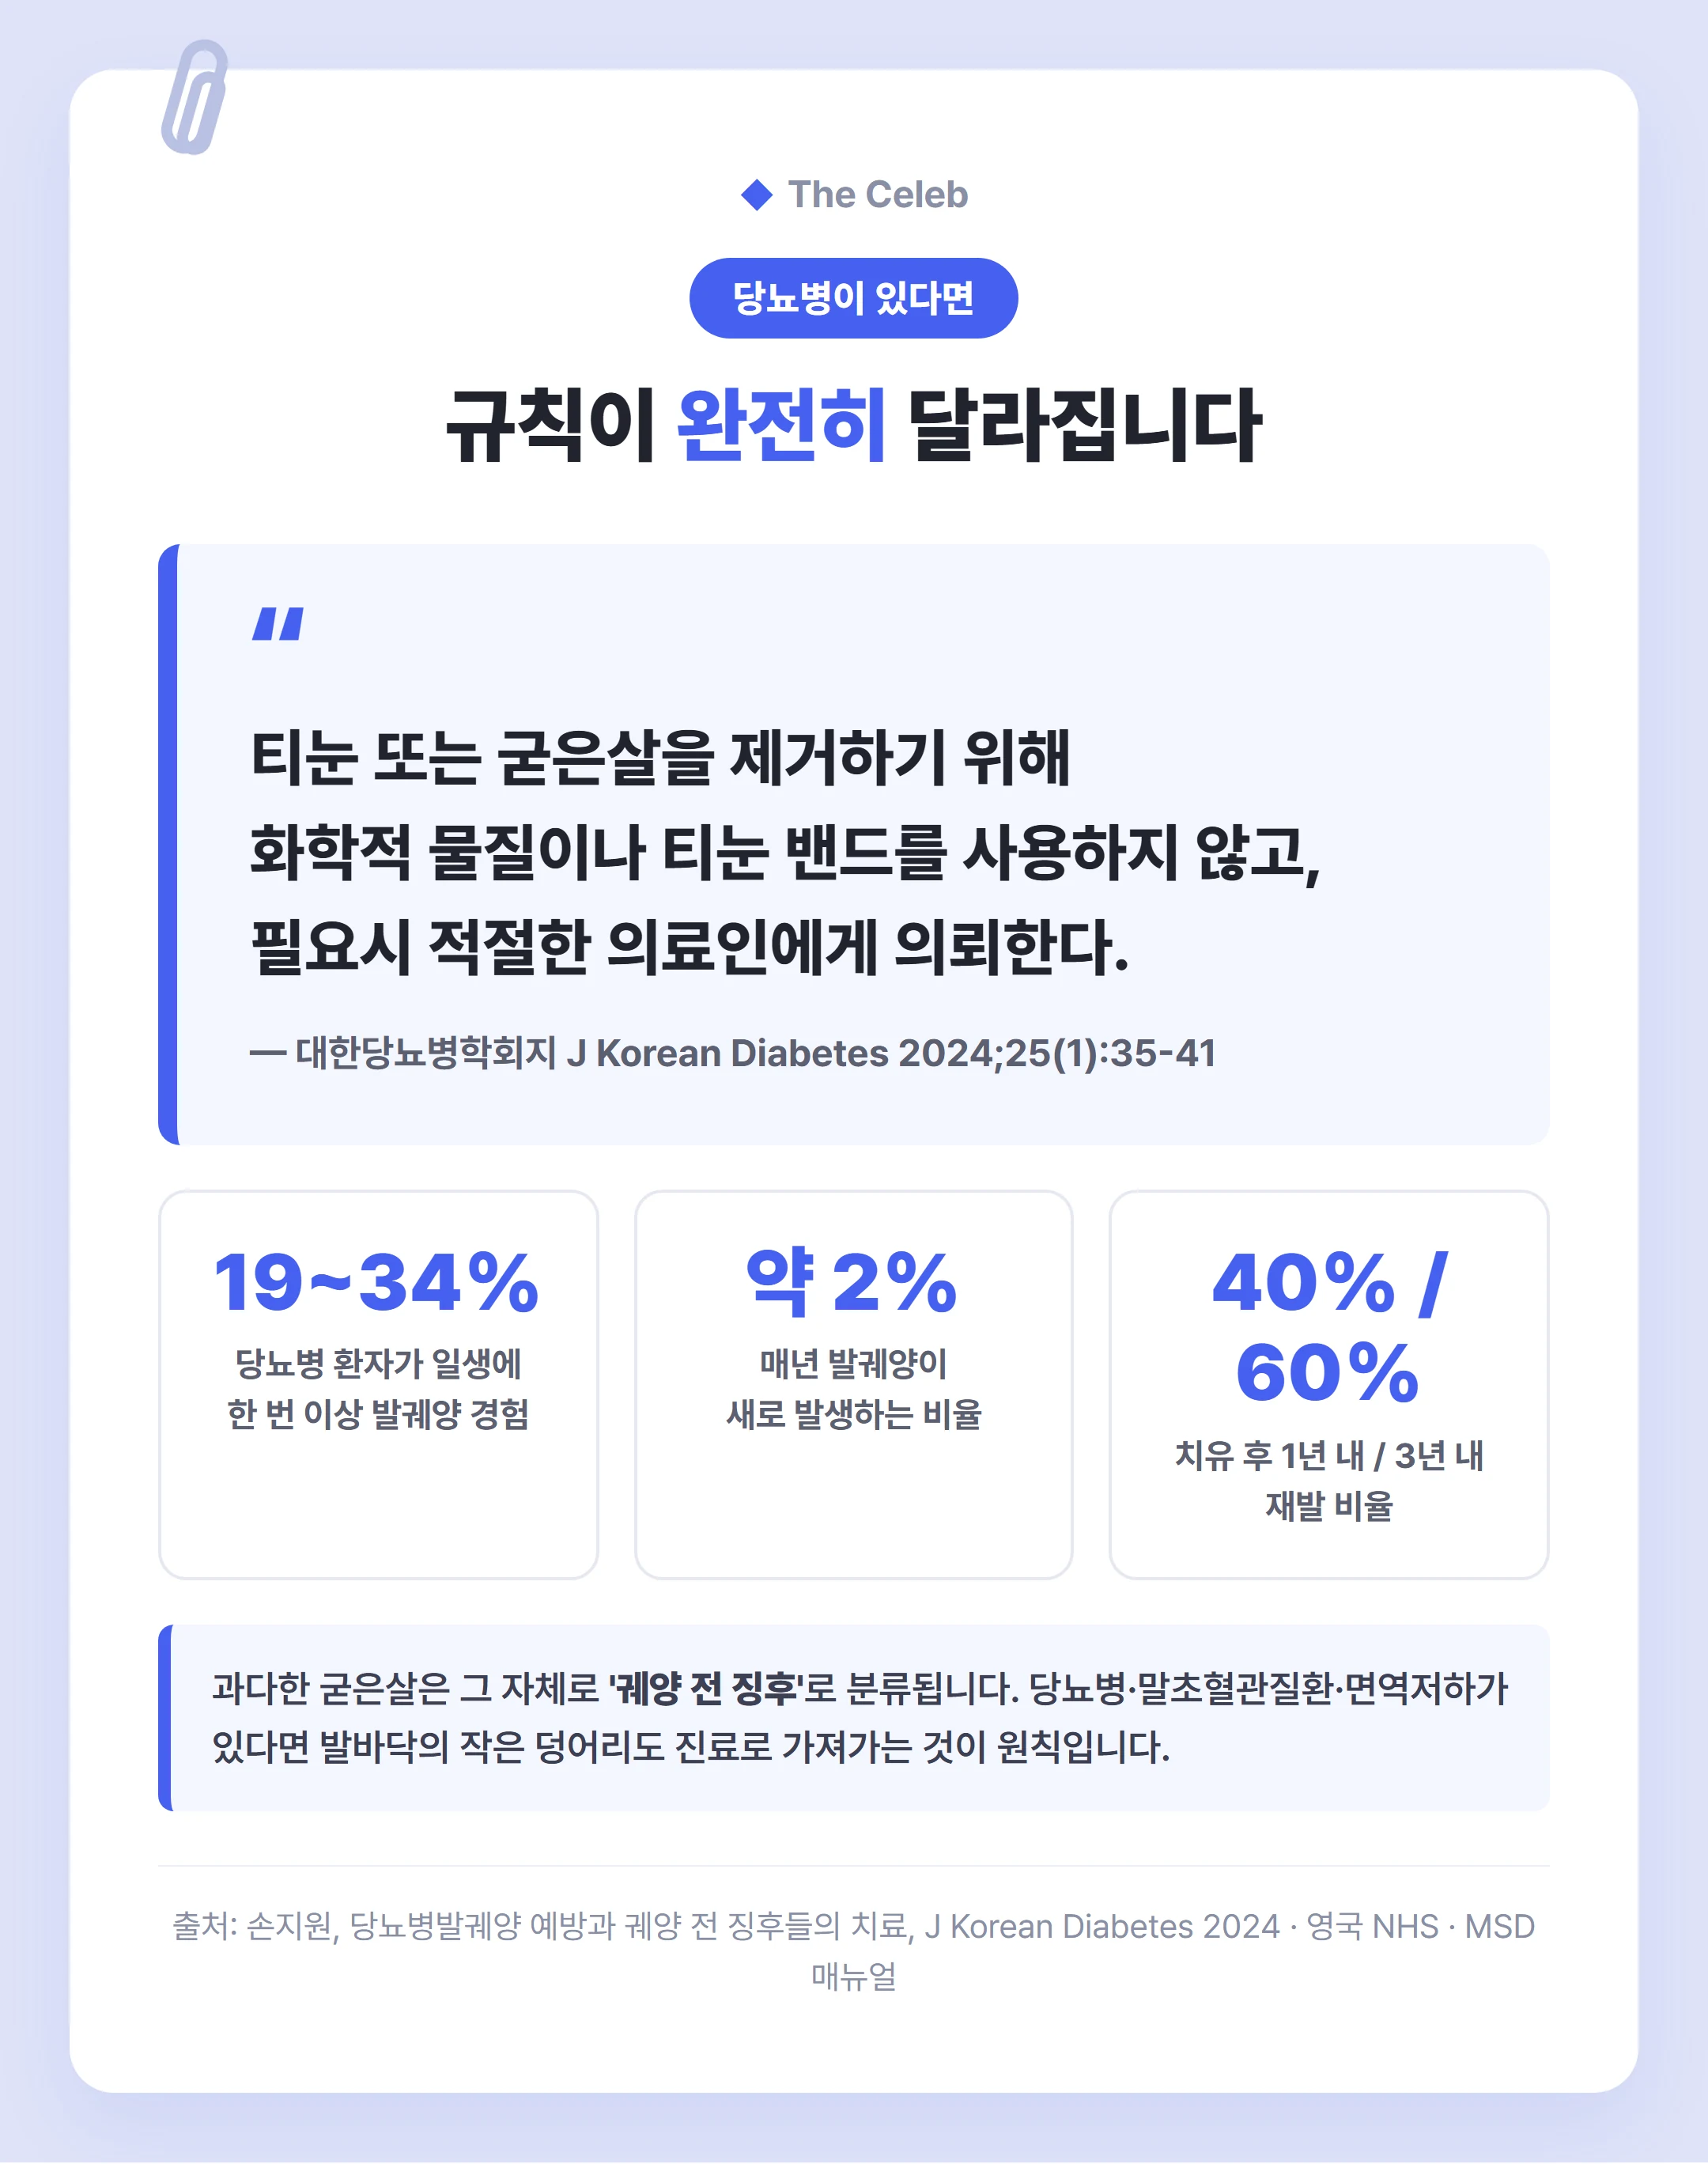 The Celeb
당뇨병이 있다면
규칙이 완전히 달라집니다
“
티눈 또는 굳은살을 제거하기 위해
화학적 물질이나 티눈 밴드를 사용하지 않고,
필요시 적절한 의료인에게 의뢰한다.
— 대한당뇨병학회지 J Korean Diabetes 2024;25(1):35-41
19~34%
당뇨병 환자가 일생에
한 번 이상 발궤양 경험
약 2%
매년 발궤양이
새로 발생하는 비율
40% /
60%
치유 후 1년 내 / 3년 내
재발 비율
과다한 굳은살은 그 자체로 '궤양 전 징후'로 분류됩니다. 당뇨병·말초혈관질환·면역저하가
있다면 발바닥의 작은 덩어리도 진료로 가져가는 것이 원칙입니다.
출처: 손지원, 당뇨병발궤양 예방과 궤양 전 징후들의 치료, J Korean Diabetes 2024 · 영국 NHS · MSD
매뉴얼